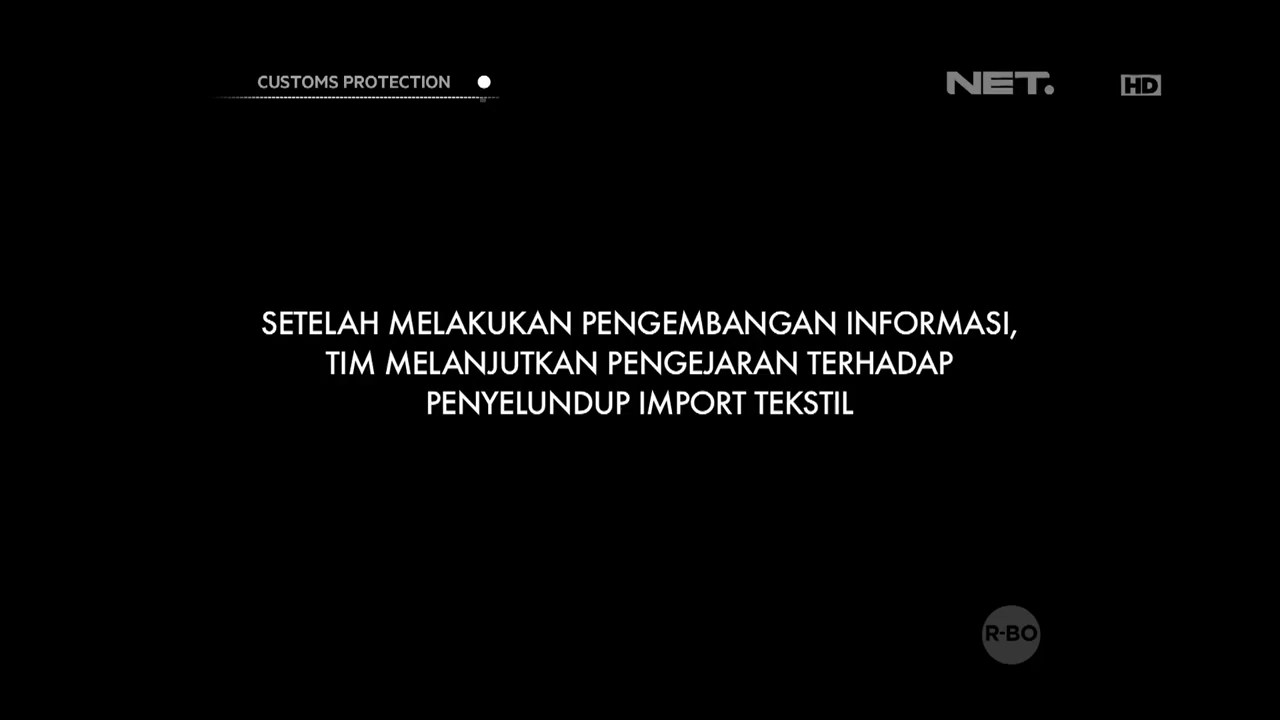 CUSTOMS PROTECTION
NET.
HD
SETELAH MELAKUKAN PENGEMBANGAN INFORMASI,
TIM MELANJUTKAN PENGEJARAN TERHADAP
PENYELUNDUP IMPORT TEKSTIL
R-BO